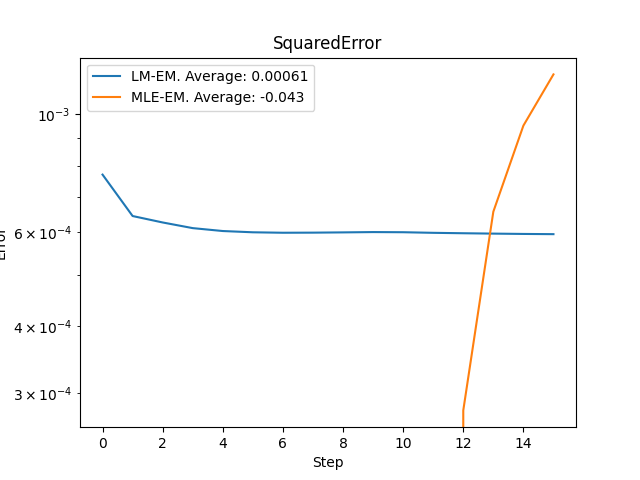 SquaredError
LM-EM. Average: 0.00061
MLE-EM. Average: -0.043
10⁻³
6 × 10⁻⁴
4 × 10⁻⁴
3 × 10⁻⁴
Error
0 2 4 6 8 10 12 14
Step